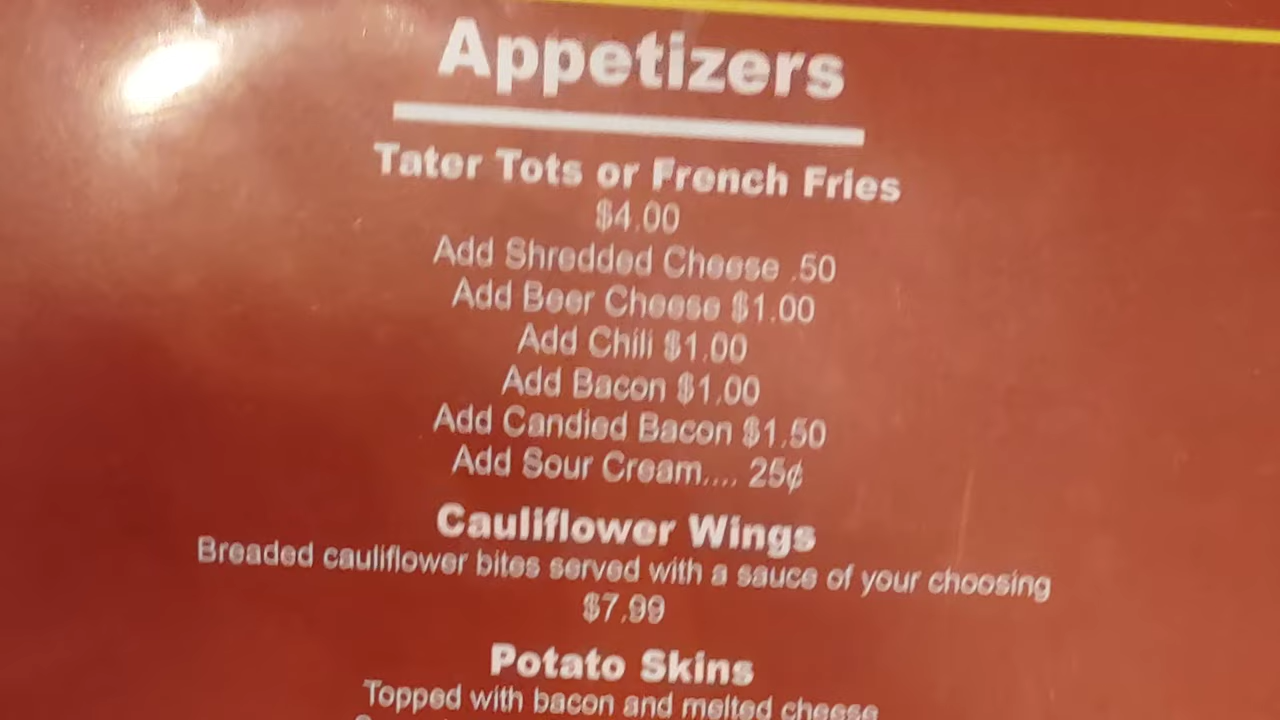 Appetizers
Tater Tots or French Fries
$4.00
Add Shredded Cheese .50
Add Beer Cheese $1.00
Add Chili $1.00
Add Bacon $1.00
Add Candied Bacon $1.50
Add Sour Cream.... 25¢
Cauliflower Wings
Breaded cauliflower bites served with a sauce of your choosing
$7.99
Potato Skins
Topped with bacon and melted cheese